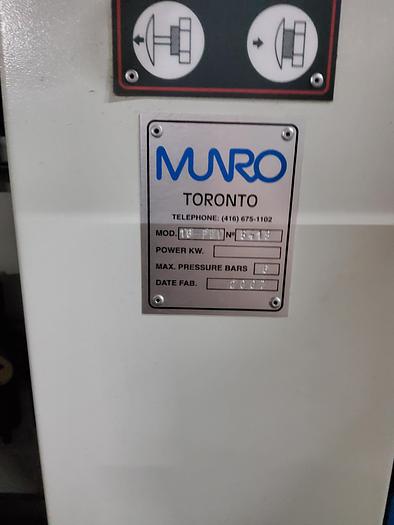 MUNRO
TORONTO
TELEPHONE: (416) 675-1102
MOD. Nº
POWER KW.
MAX. PRESSURE BARS
DATE FAB.